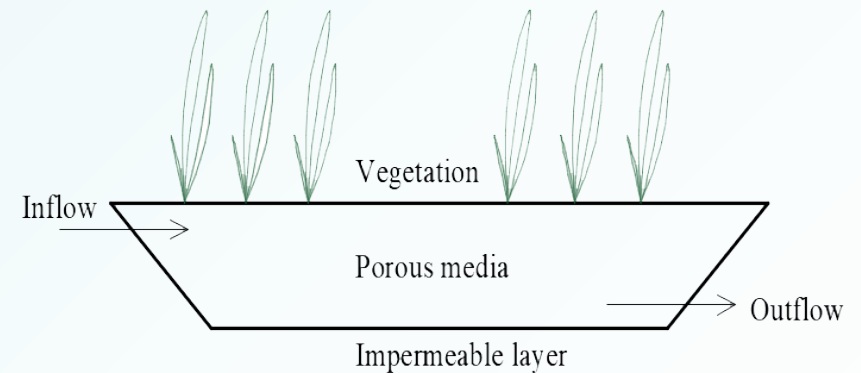 Vegetation
Inflow
Porous media
Outflow
Impermeable layer